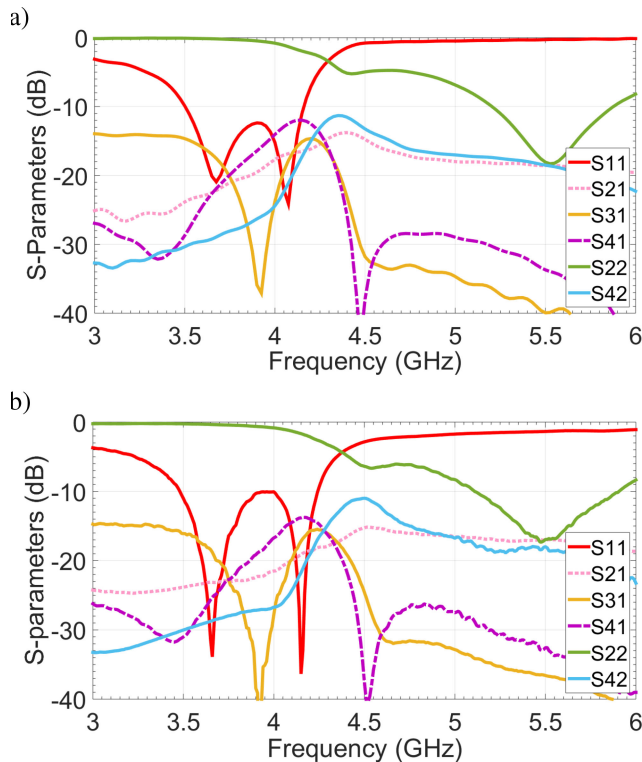 a)
0
-10
-20
-30
-40
S-Parameters (dB)
3
3.5
4
4.5
5
5.5
6
Frequency (GHz)
S11
S21
S31
S41
S22
S42
b)
0
-10
-20
-30
-40
S-parameters (dB)
3
3.5
4
4.5
5
5.5
6
Frequency (GHz)
S11
S21
S31
S41
S22
S42